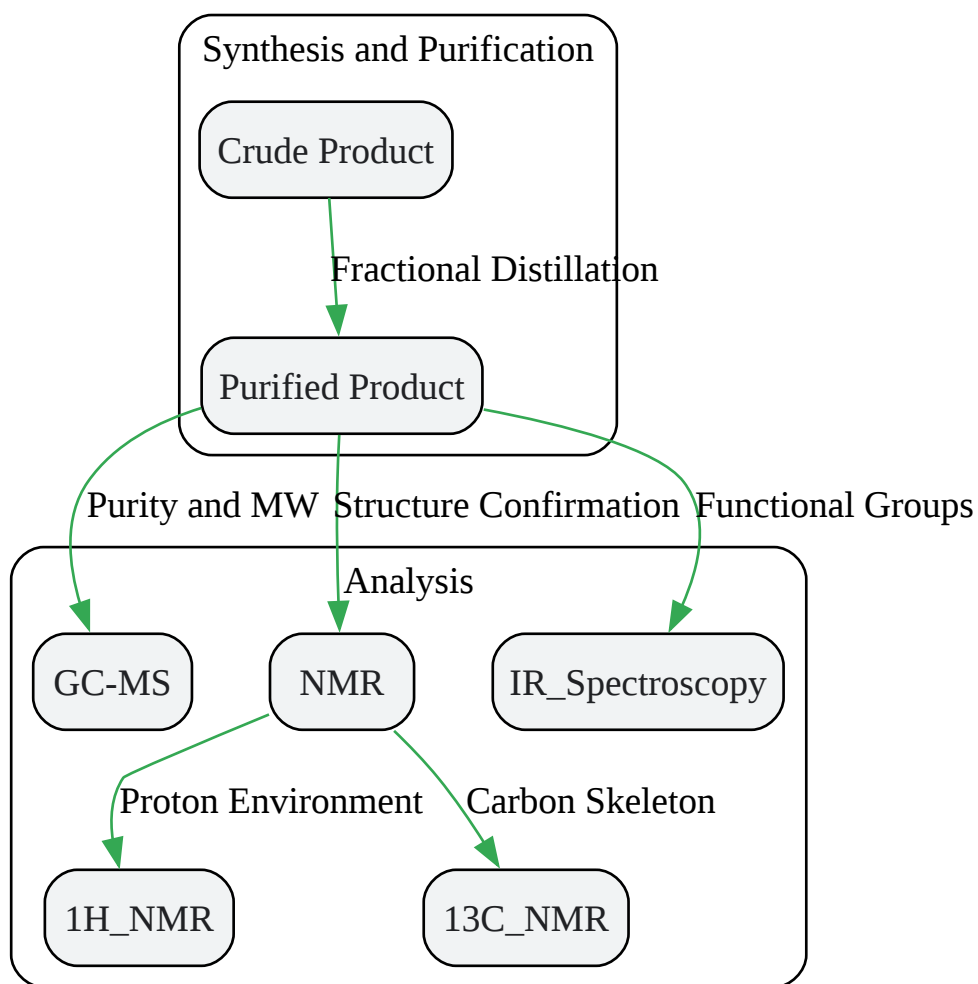 Synthesis and Purification
Crude Product
Fractional Distillation
Purified Product
Purity and MW
Structure Confirmation
Functional Groups
Analysis
GC-MS
NMR
IR_Spectroscopy
Proton Environment
Carbon Skeleton
1H_NMR
13C_NMR